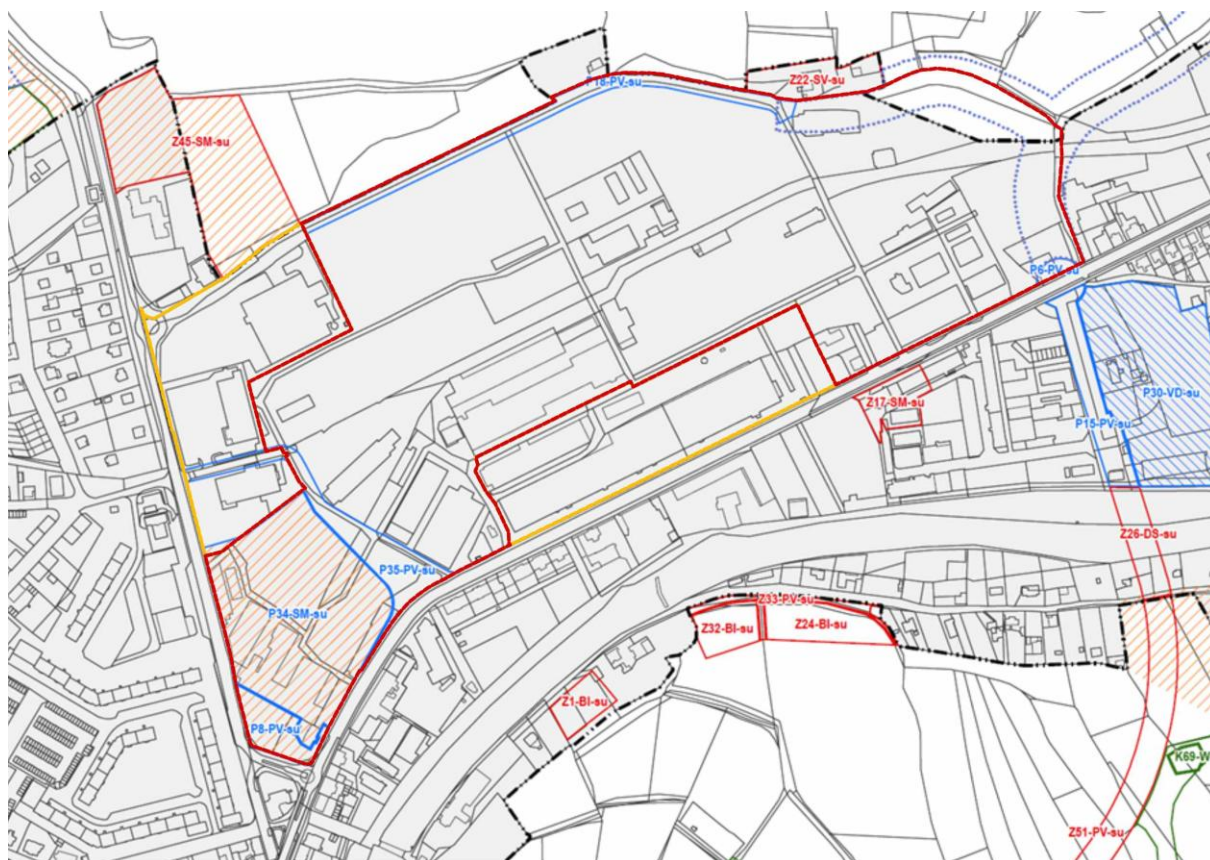 P18-PV-su
Z22-SV-su
Z45-SM-su
P6-PV-su
P30-VD-su
Z17-SM-su
P15-PV-su
Z26-DS-su
P35-PV-su
Z33-PV-su
P34-SM-su
Z32-BI-su
Z24-BI-su
Z1-BI-su
P8-PV-su
K69-W
Z51-PV-su